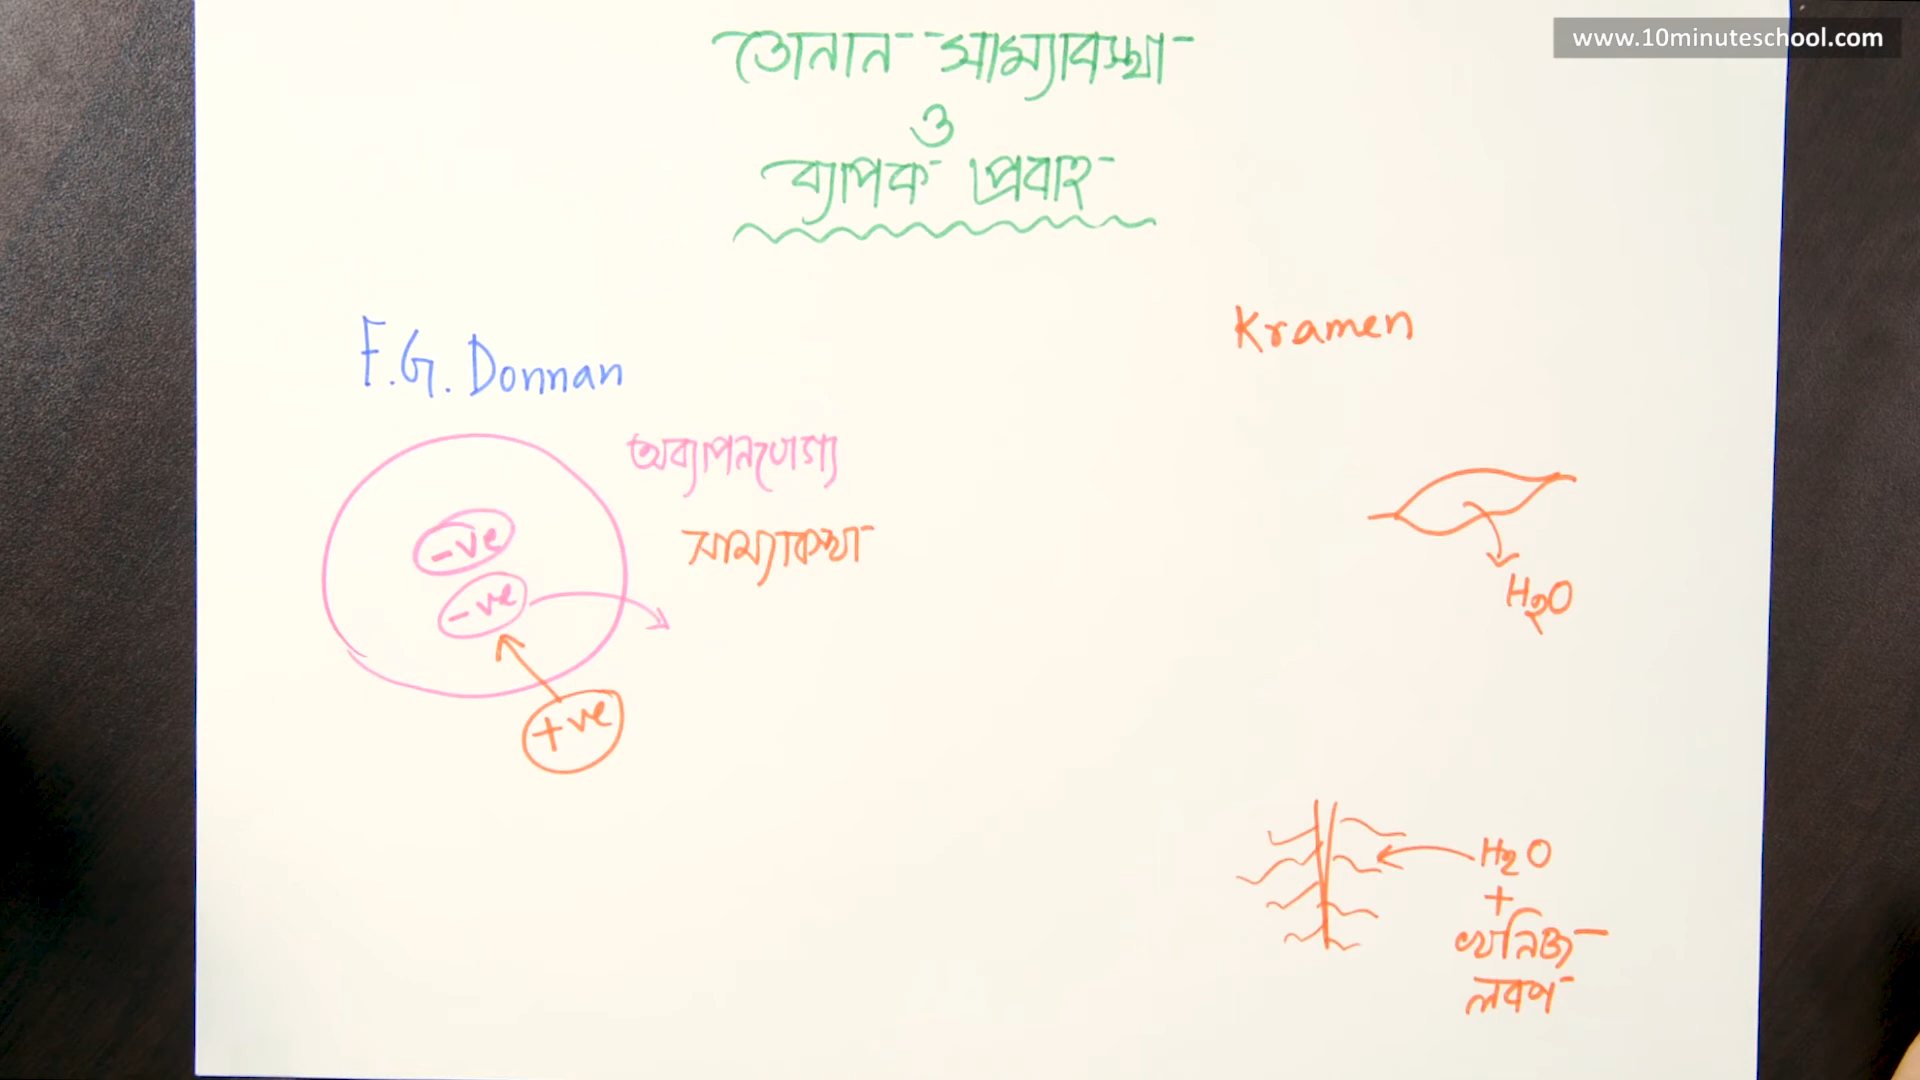 www.10minuteschool.com
ডোনান সাম্যাবস্থা
ও
ব্যাপক প্রবাহ
F.G. Donnan
Kramen
অব্যাপনযোগ্য
সাম্যাবস্থা
-ve
-ve
+ve
H2O
H2O
+
খনিজ
লবণ